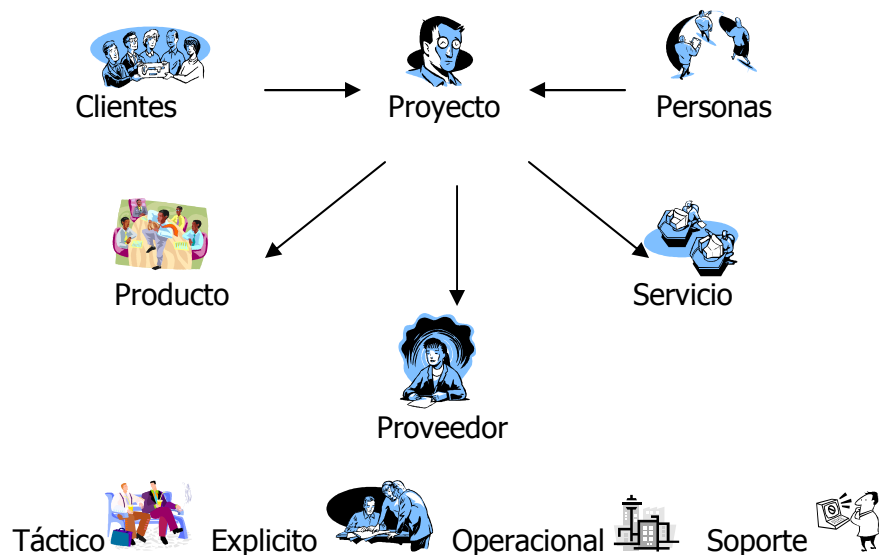 Clientes Proyecto Personas
Producto Servicio
Proveedor
Táctico Explicito Operacional Soporte